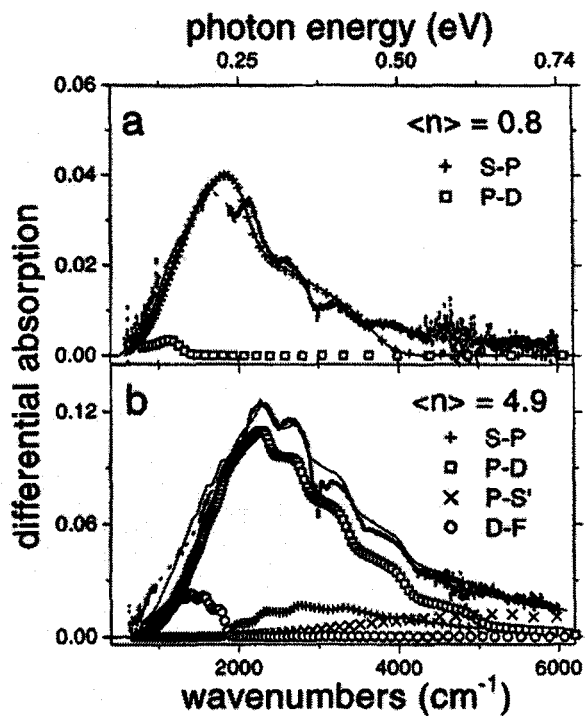 photon energy (eV)
0.25 0.50 0.74
0.06
a
<n> = 0.8
S-P
P-D
0.04
0.02
0.00
differential absorption
b
<n> = 4.9
S-P
P-D
P-S'
D-F
0.12
0.06
0.00
2000 4000 6000
wavenumbers (cm⁻¹)